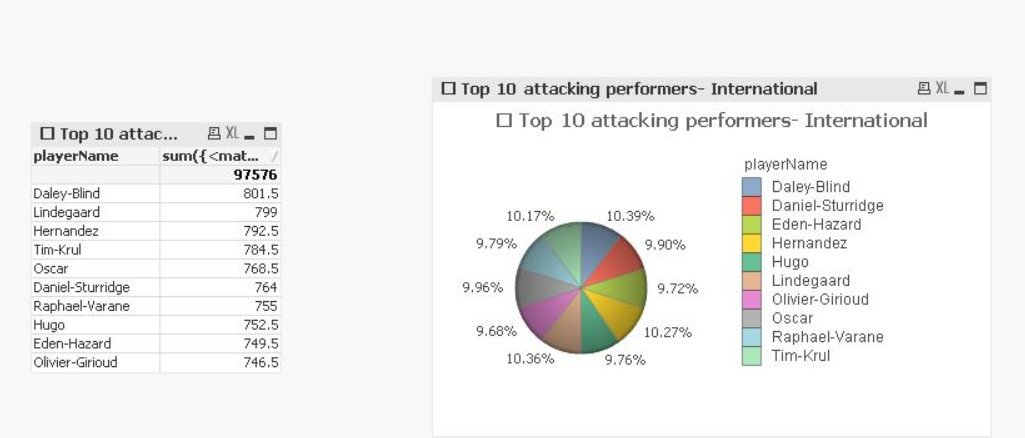 Top 10 attac... XL
playerName sum({<mat...
97576
Daley-Blind 801.5
Lindegaard 799
Hernandez 792.5
Tim-Krul 784.5
Oscar 768.5
Daniel-Sturridge 764
Raphael-Varane 755
Hugo 752.5
Eden-Hazard 749.5
Olivier-Girioud 746.5
Top 10 attacking performers- International XL
Top 10 attacking performers- International
10.17% 10.39%
9.79% 9.90%
9.96% 9.72%
9.68% 10.27%
10.36% 9.76%
playerName
Daley-Blind
Daniel-Sturridge
Eden-Hazard
Hernandez
Hugo
Lindegaard
Olivier-Girioud
Oscar
Raphael-Varane
Tim-Krul